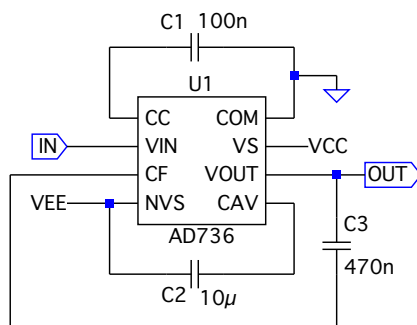 C1 100n
U1
CC COM
IN VIN VS VCC
CF VOUT OUT
VEE NVS CAV
AD736 C3
C2 10µ 470n